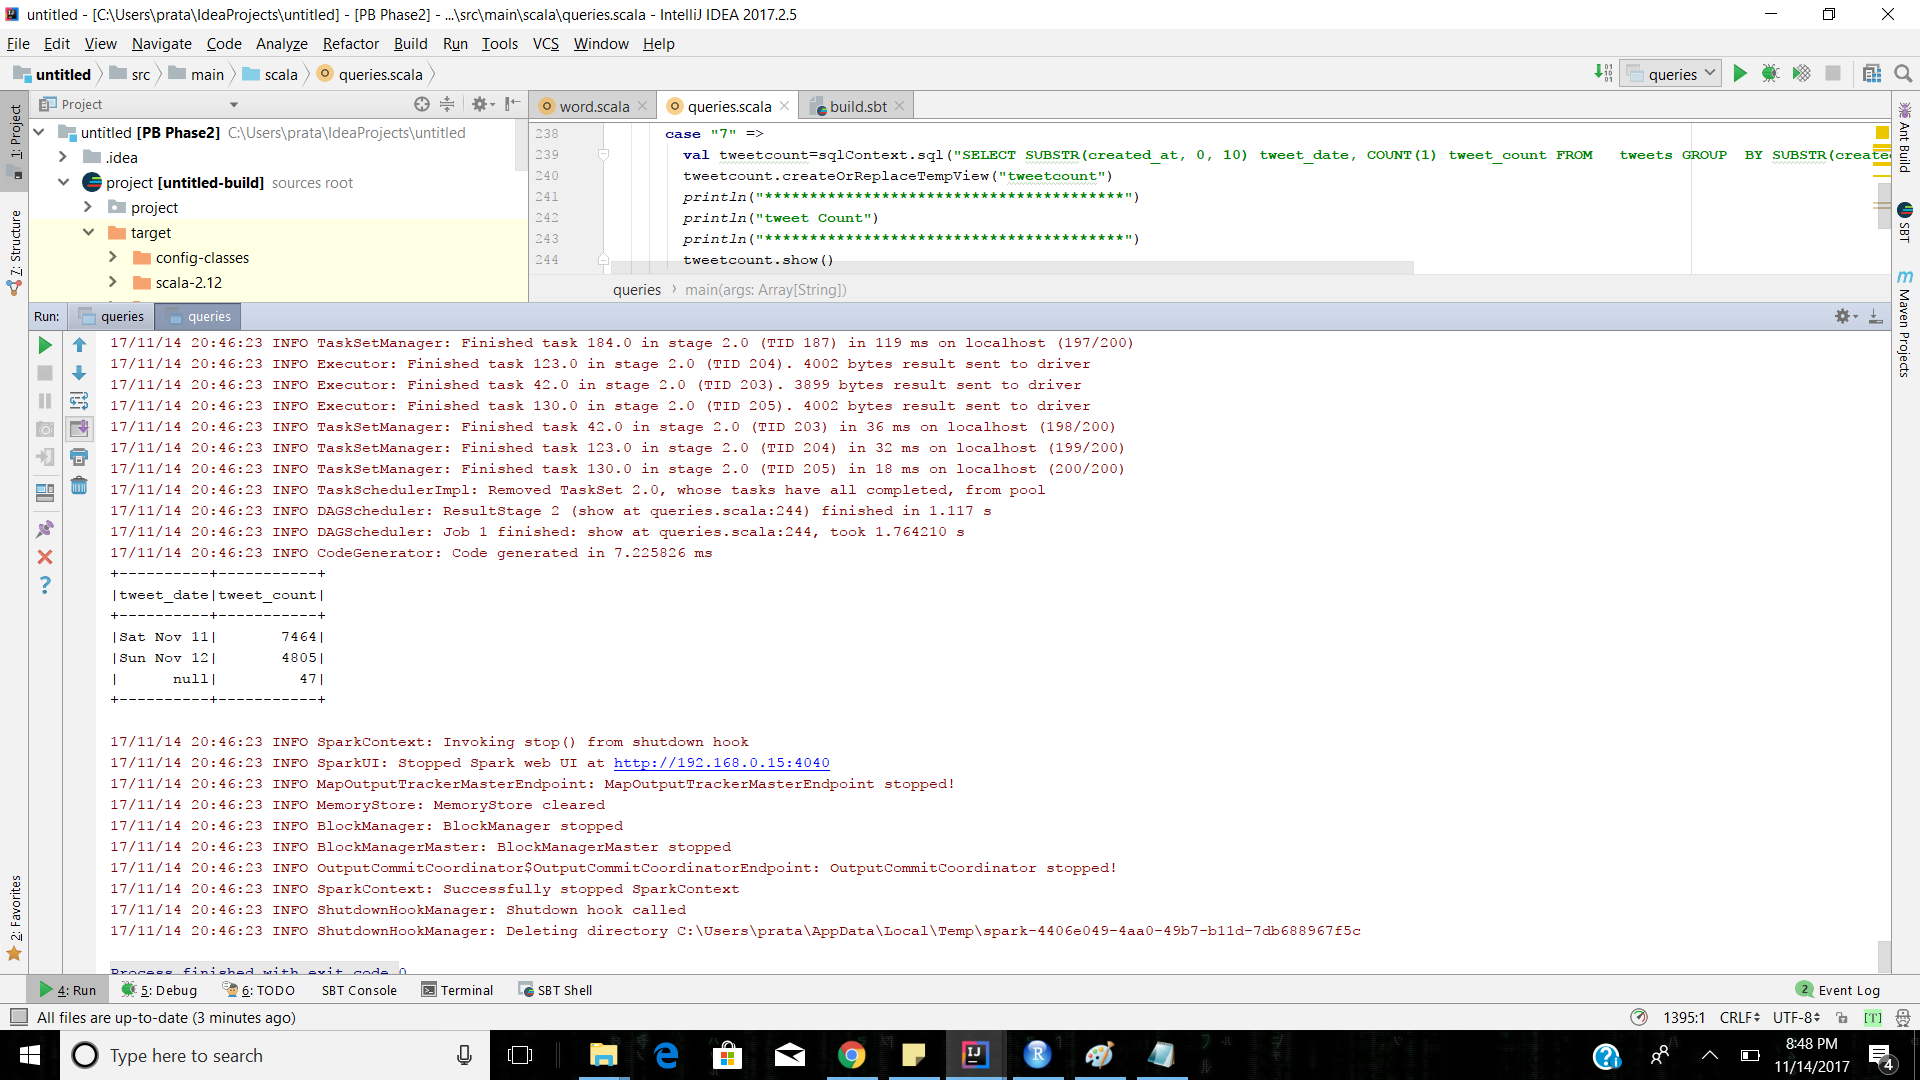 untitled - [C:\Users\prata\IdeaProjects\untitled] - [PB Phase2] - ...\src\main\scala\queries.scala - IntelliJ IDEA 2017.2.5
File Edit View Navigate Code Analyze Refactor Build Run Tools VCS Window Help
untitled src main scala queries.scala queries
Project word.scala queries.scala build.sbt
untitled [PB Phase2] C:\Users\prata\IdeaProjects\untitled
.idea
project [untitled-build] sources root
project
target
config-classes
scala-2.12
238 case "7" =>
239 val tweetcount=sqlContext.sql("SELECT SUBSTR(created_at, 0, 10) tweet_date, COUNT(1) tweet_count FROM tweets GROUP BY SUBSTR(create
240 tweetcount.createOrReplaceTempView("tweetcount")
241 println("****************************************")
242 println("tweet Count")
243 println("****************************************")
244 tweetcount.show()
queries main(args: Array[String])
1: Project
7: Structure
2: Favorites
Ant Build
SBT
Maven Projects
Run: queries queries
17/11/14 20:46:23 INFO TaskSetManager: Finished task 184.0 in stage 2.0 (TID 187) in 119 ms on localhost (197/200)
17/11/14 20:46:23 INFO Executor: Finished task 123.0 in stage 2.0 (TID 204). 4002 bytes result sent to driver
17/11/14 20:46:23 INFO Executor: Finished task 42.0 in stage 2.0 (TID 203). 3899 bytes result sent to driver
17/11/14 20:46:23 INFO Executor: Finished task 130.0 in stage 2.0 (TID 205). 4002 bytes result sent to driver
17/11/14 20:46:23 INFO TaskSetManager: Finished task 42.0 in stage 2.0 (TID 203) in 36 ms on localhost (198/200)
17/11/14 20:46:23 INFO TaskSetManager: Finished task 123.0 in stage 2.0 (TID 204) in 32 ms on localhost (199/200)
17/11/14 20:46:23 INFO TaskSetManager: Finished task 130.0 in stage 2.0 (TID 205) in 18 ms on localhost (200/200)
17/11/14 20:46:23 INFO TaskSchedulerImpl: Removed TaskSet 2.0, whose tasks have all completed, from pool
17/11/14 20:46:23 INFO DAGScheduler: ResultStage 2 (show at queries.scala:244) finished in 1.117 s
17/11/14 20:46:23 INFO DAGScheduler: Job 1 finished: show at queries.scala:244, took 1.764210 s
17/11/14 20:46:23 INFO CodeGenerator: Code generated in 7.225826 ms
+----------+-----------+
|tweet_date|tweet_count|
+----------+-----------+
|Sat Nov 11|       7464|
|Sun Nov 12|       4805|
|      null|         47|
+----------+-----------+
17/11/14 20:46:23 INFO SparkContext: Invoking stop() from shutdown hook
17/11/14 20:46:23 INFO SparkUI: Stopped Spark web UI at http://192.168.0.15:4040
17/11/14 20:46:23 INFO MapOutputTrackerMasterEndpoint: MapOutputTrackerMasterEndpoint stopped!
17/11/14 20:46:23 INFO MemoryStore: MemoryStore cleared
17/11/14 20:46:23 INFO BlockManager: BlockManager stopped
17/11/14 20:46:23 INFO BlockManagerMaster: BlockManagerMaster stopped
17/11/14 20:46:23 INFO OutputCommitCoordinator$OutputCommitCoordinatorEndpoint: OutputCommitCoordinator stopped!
17/11/14 20:46:23 INFO SparkContext: Successfully stopped SparkContext
17/11/14 20:46:23 INFO ShutdownHookManager: Shutdown hook called
17/11/14 20:46:23 INFO ShutdownHookManager: Deleting directory C:\Users\prata\AppData\Local\Temp\spark-4406e049-4aa0-49b7-b11d-7db688967f5c
Process finished with exit code 0
4: Run 5: Debug 6: TODO SBT Console Terminal SBT Shell 2 Event Log
All files are up-to-date (3 minutes ago) 1395:1 CRLF UTF-8 [T]
Type here to search
8:48 PM
11/14/2017
4